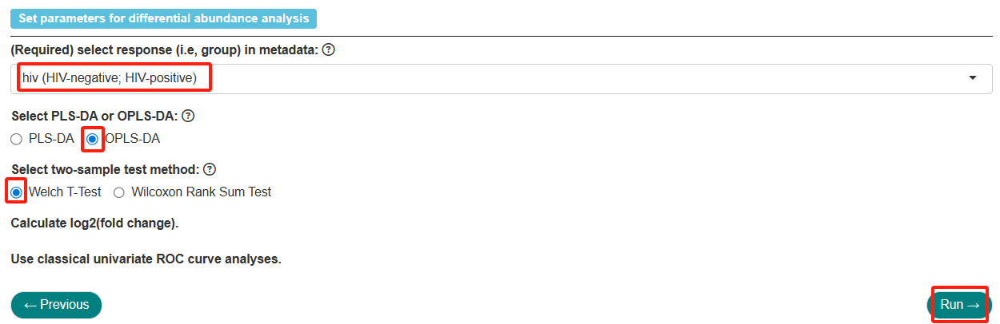 Set parameters for differential abundance analysis
(Required) select response (i.e, group) in metadata: ?
hiv (HIV-negative; HIV-positive)
Select PLS-DA or OPLS-DA: ?
PLS-DA OPLS-DA
Select two-sample test method: ?
Welch T-Test Wilcoxon Rank Sum Test
Calculate log2(fold change).
Use classical univariate ROC curve analyses.
← Previous Run →